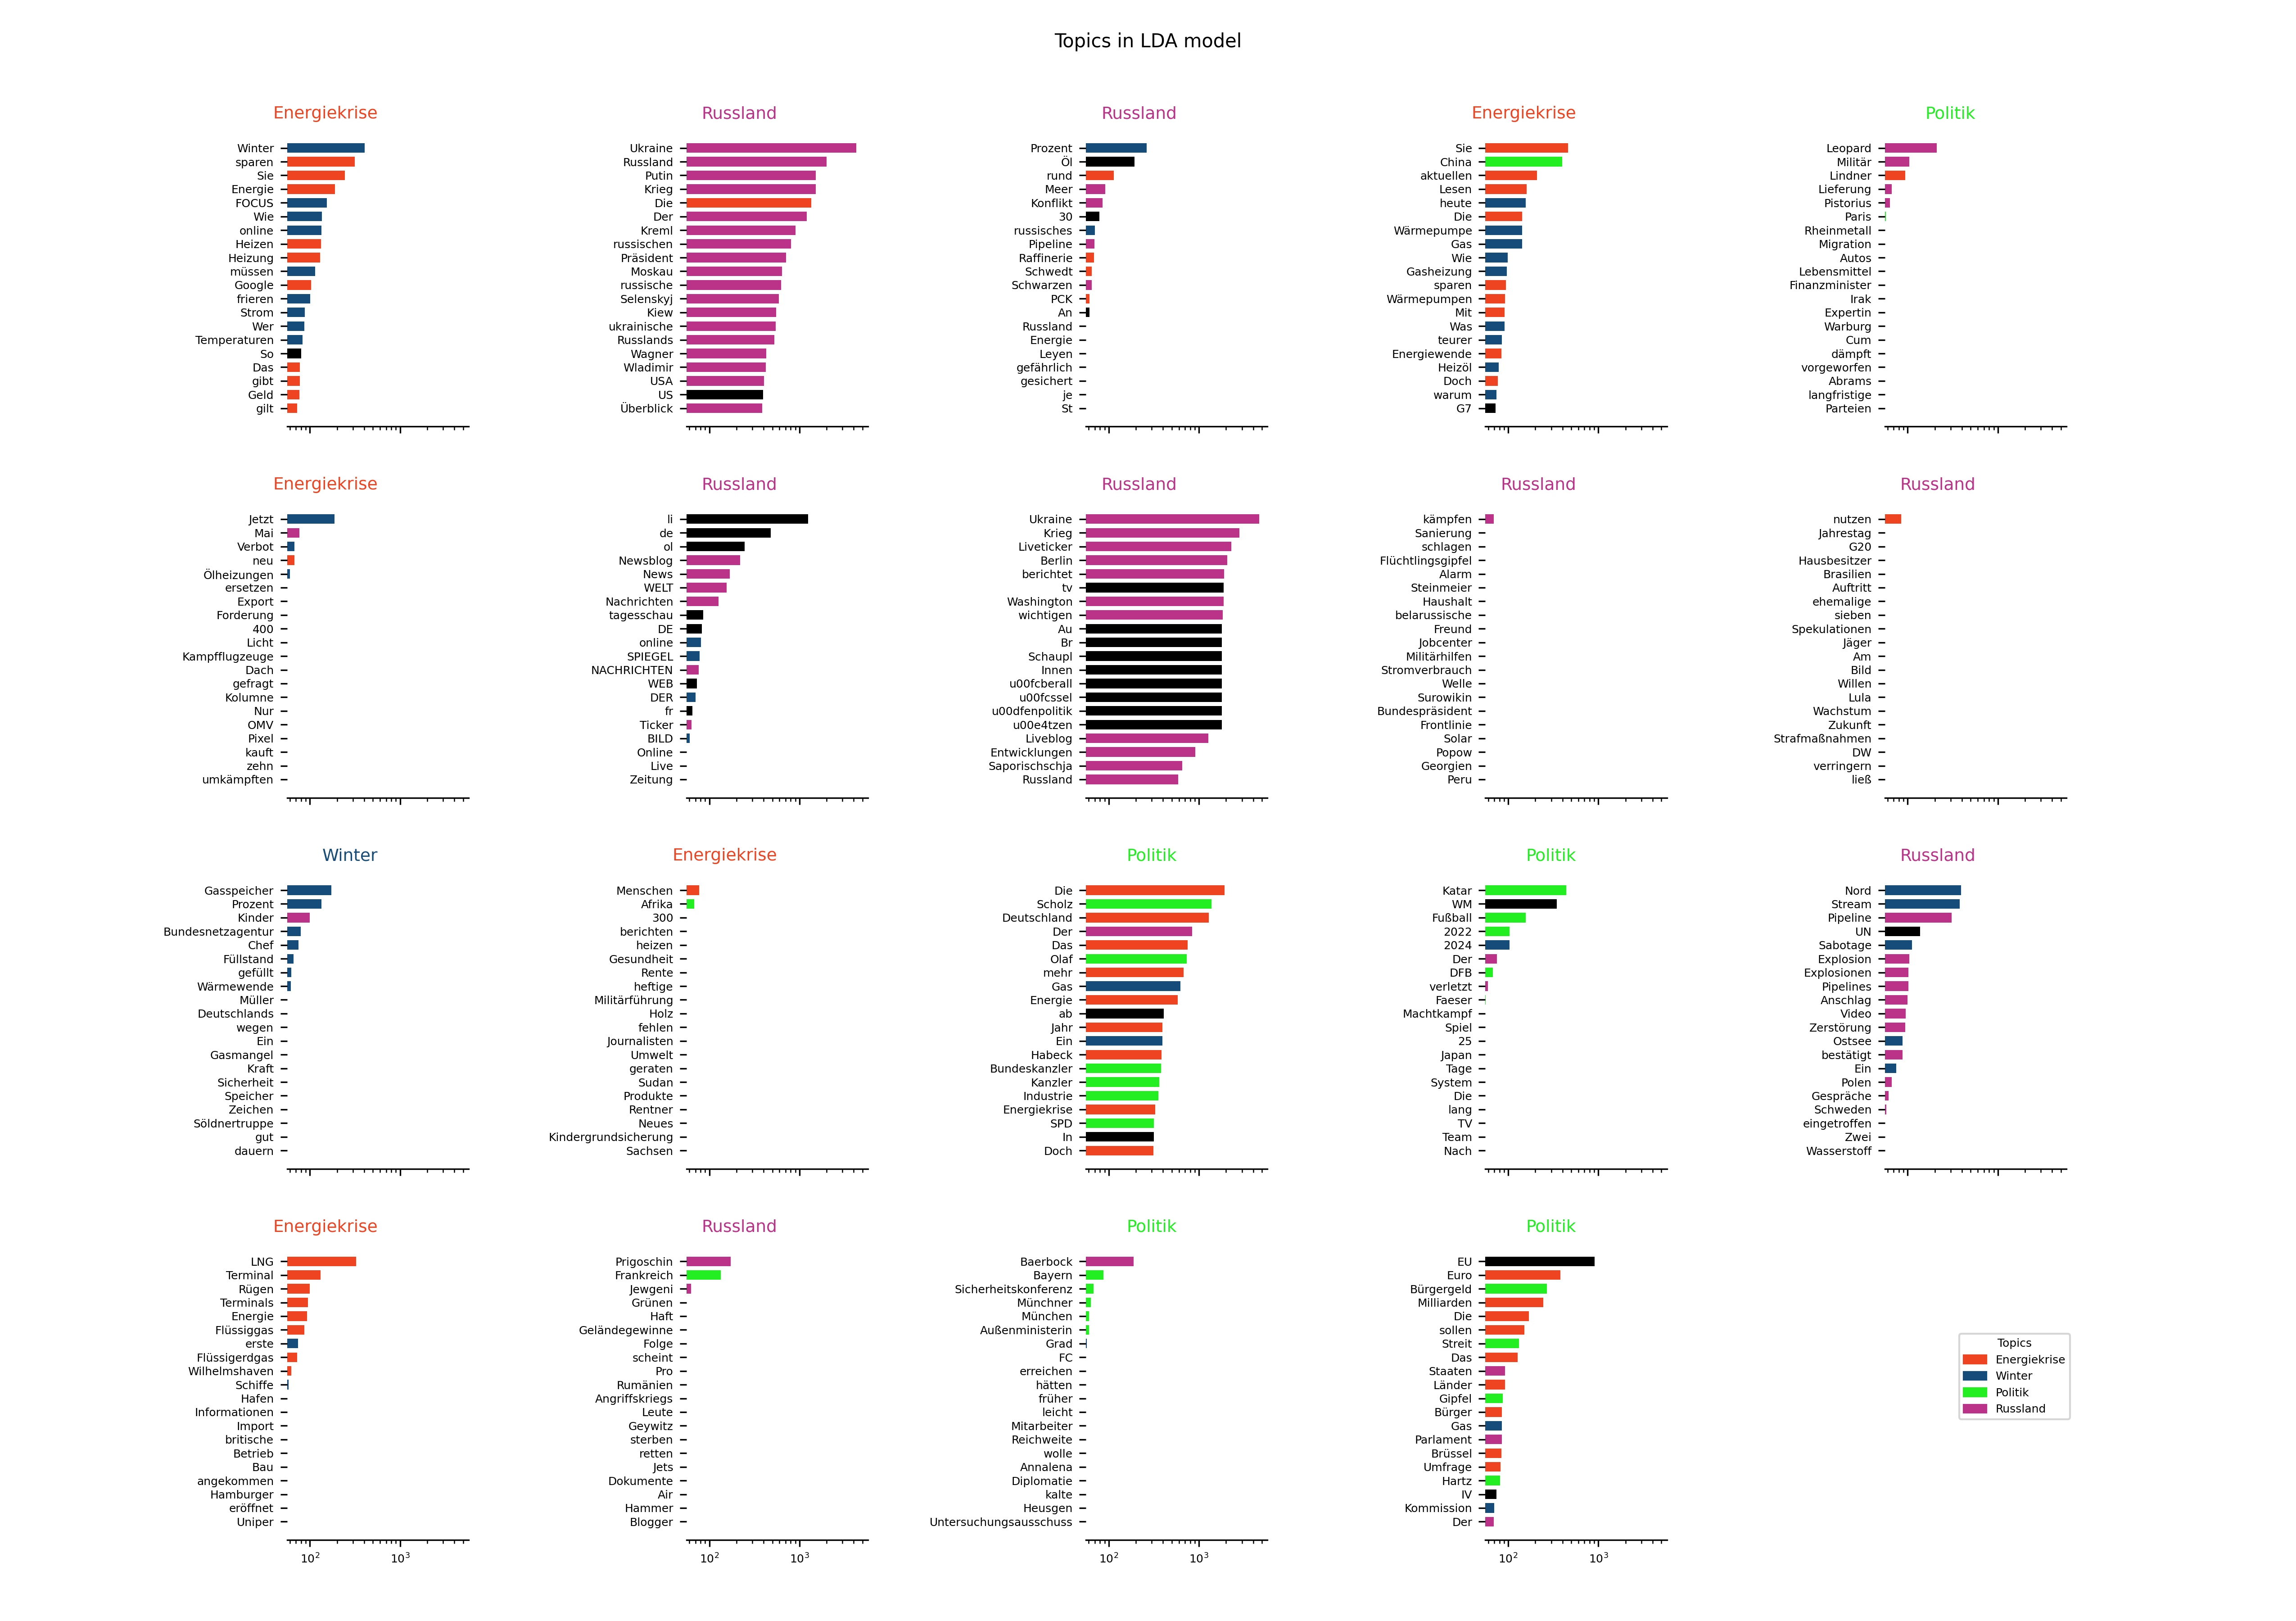 Topics in LDA model
Energiekrise
Winter
sparen
Sie
Energie
FOCUS
Wie
online
Heizen
Heizung
müssen
Google
frieren
Strom
Wer
Temperaturen
So
Das
gibt
Geld
gilt
Russland
Ukraine
Russland
Putin
Krieg
Die
Der
Kreml
russischen
Präsident
Moskau
russische
Selenskyj
Kiew
ukrainische
Russlands
Wagner
Wladimir
USA
US
Überblick
Russland
Prozent
Öl
rund
Meer
Konflikt
30
russisches
Pipeline
Raffinerie
Schwedt
Schwarzen
PCK
An
Russland
Energie
Leyen
gefährlich
gesichert
je
St
Energiekrise
Sie
China
aktuellen
Lesen
heute
Die
Wärmepumpe
Gas
Wie
Gasheizung
sparen
Wärmepumpen
Mit
Was
teurer
Energiewende
Heizöl
Doch
warum
G7
Politik
Leopard
Militär
Lindner
Lieferung
Pistorius
Paris
Rheinmetall
Migration
Autos
Lebensmittel
Finanzminister
Irak
Expertin
Warburg
Cum
dämpft
vorgeworfen
Abrams
langfristige
Parteien
Energiekrise
Jetzt
Mai
Verbot
neu
Ölheizungen
ersetzen
Export
Forderung
400
Licht
Kampfflugzeuge
Dach
gefragt
Kolumne
Nur
OMV
Pixel
kauft
zehn
umkämpften
Russland
li
de
ol
Newsblog
News
WELT
Nachrichten
tagesschau
DE
online
SPIEGEL
NACHRICHTEN
WEB
DER
fr
Ticker
BILD
Online
Live
Zeitung
Russland
Ukraine
Krieg
Liveticker
Berlin
berichtet
tv
Washington
wichtigen
Au
Br
Schaupl
Innen
u00fcberall
u00fcssel
u00dfenpolitik
u00e4tzen
Liveblog
Entwicklungen
Saporischschja
Russland
Russland
kämpfen
Sanierung
schlagen
Flüchtlingsgipfel
Alarm
Steinmeier
Haushalt
belarussische
Freund
Jobcenter
Militärhilfen
Stromverbrauch
Welle
Surowikin
Bundespräsident
Frontlinie
Solar
Popow
Georgien
Peru
Russland
nutzen
Jahrestag
G20
Hausbesitzer
Brasilien
Auftritt
ehemalige
sieben
Spekulationen
Jäger
Am
Bild
Willen
Lula
Wachstum
Zukunft
Strafmaßnahmen
DW
verringern
ließ
Winter
Gasspeicher
Prozent
Kinder
Bundesnetzagentur
Chef
Füllstand
gefüllt
Wärmewende
Müller
Deutschlands
wegen
Ein
Gasmangel
Kraft
Sicherheit
Speicher
Zeichen
Söldnertruppe
gut
dauern
Energiekrise
Menschen
Afrika
300
berichten
heizen
Gesundheit
Rente
heftige
Militärführung
Holz
fehlen
Journalisten
Umwelt
geraten
Sudan
Produkte
Rentner
Neues
Kindergrundsicherung
Sachsen
Politik
Die
Scholz
Deutschland
Der
Das
Olaf
mehr
Gas
Energie
ab
Jahr
Ein
Habeck
Bundeskanzler
Kanzler
Industrie
Energiekrise
SPD
In
Doch
Politik
Katar
WM
Fußball
2022
2024
Der
DFB
verletzt
Faeser
Machtkampf
Spiel
25
Japan
Tage
System
Die
lang
TV
Team
Nach
Russland
Nord
Stream
Pipeline
UN
Sabotage
Explosion
Explosionen
Pipelines
Anschlag
Video
Zerstörung
Ostsee
bestätigt
Ein
Polen
Gespräche
Schweden
eingetroffen
Zwei
Wasserstoff
Energiekrise
LNG
Terminal
Rügen
Terminals
Energie
Flüssiggas
erste
Flüssigerdgas
Wilhelmshaven
Schiffe
Hafen
Informationen
Import
britische
Betrieb
Bau
angekommen
Hamburger
eröffnet
Uniper
10² 10³
Russland
Prigoschin
Frankreich
Jewgeni
Grünen
Haft
Geländegewinne
Folge
scheint
Pro
Rumänien
Angriffskriegs
Leute
Geywitz
sterben
retten
Jets
Dokumente
Air
Hammer
Blogger
10² 10³
Politik
Baerbock
Bayern
Sicherheitskonferenz
Münchner
München
Außenministerin
Grad
FC
erreichen
hätten
früher
leicht
Mitarbeiter
Reichweite
wolle
Annalena
Diplomatie
kalte
Heusgen
Untersuchungsausschuss
10² 10³
Politik
EU
Euro
Bürgergeld
Milliarden
Die
sollen
Streit
Das
Staaten
Länder
Gipfel
Bürger
Gas
Parlament
Brüssel
Umfrage
Hartz
IV
Kommission
Der
10² 10³
Topics
Energiekrise
Winter
Politik
Russland